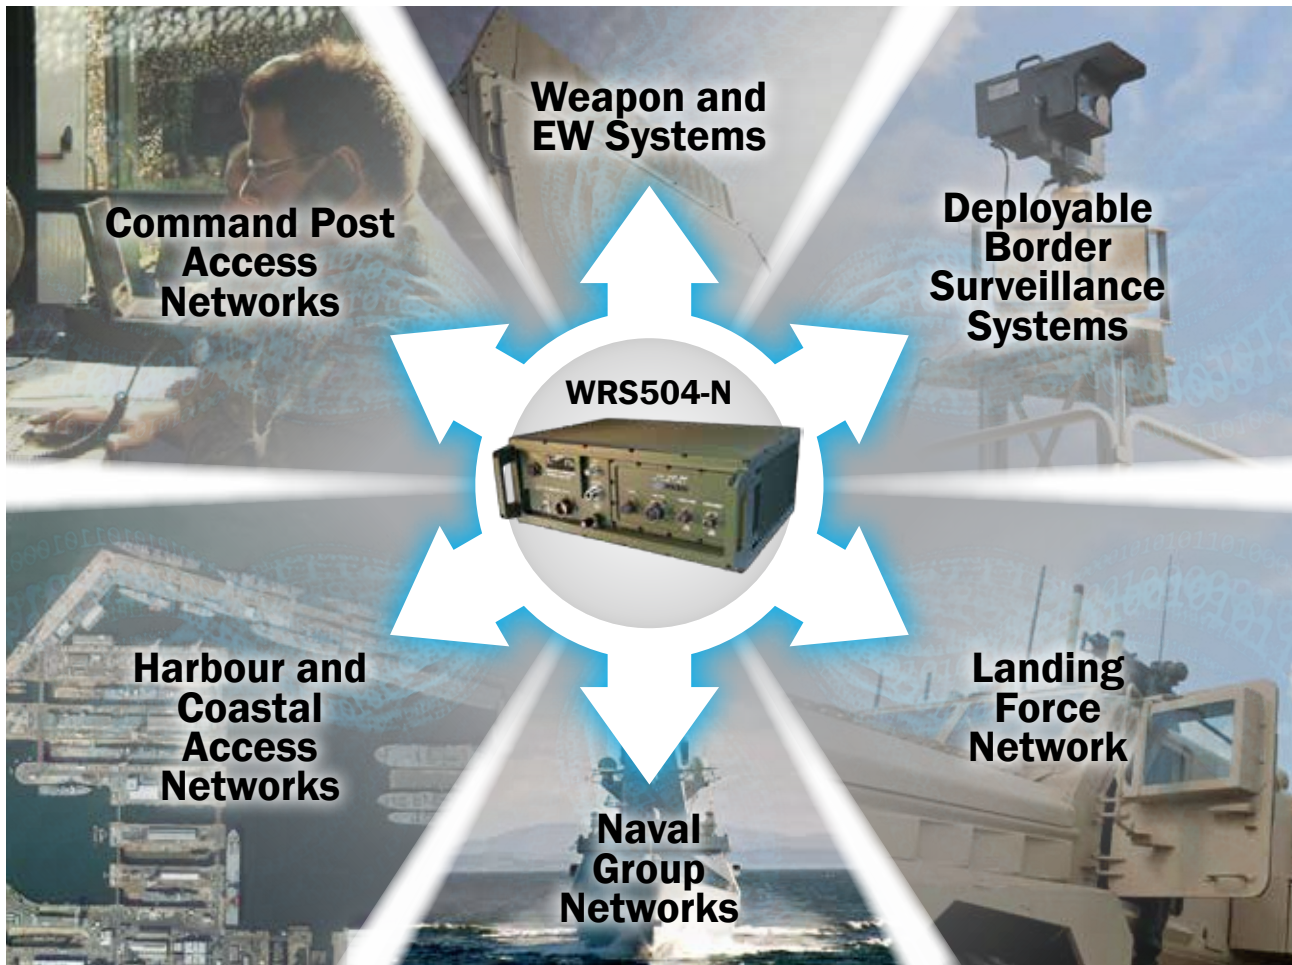 Weapon and
EW Systems
Command Post
Access
Networks
Deployable
Border
Surveillance
Systems
WRS504-N
Harbour and
Coastal
Access
Networks
Landing
Force
Network
Naval
Group
Networks